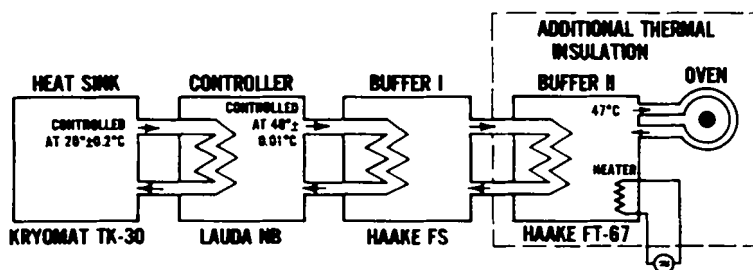 ADDITIONAL THERMAL
INSULATION
HEAT SINK
CONTROLLER
BUFFER I
BUFFER II
OVEN
CONTROLLED
AT 20°±0.2°C
CONTROLLED
AT 48°±
0.01°C
47°C
HEATER
KRYOMAT TK-30
LAUDA NB
HAAKE FS
HAAKE FT-67